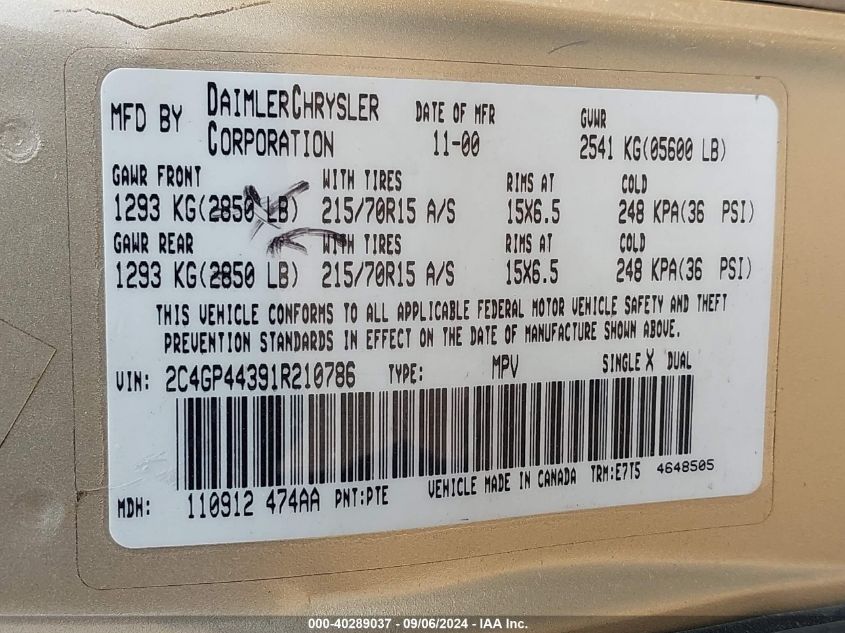 MFD BY DAIMLERCHRYSLER CORPORATION DATE OF MFR 11-00 GVWR 2541 KG(05600 LB)
GAWR FRONT WITH TIRES RIMS AT COLD
1293 KG(2850 LB) 215/70R15 A/S 15X6.5 248 KPA(36 PSI)
GAWR REAR WITH TIRES RIMS AT COLD
1293 KG(2850 LB) 215/70R15 A/S 15X6.5 248 KPA(36 PSI)
THIS VEHICLE CONFORMS TO ALL APPLICABLE FEDERAL MOTOR VEHICLE SAFETY AND THEFT
PREVENTION STANDARDS IN EFFECT ON THE DATE OF MANUFACTURE SHOWN ABOVE.
VIN: 2C4GP44391R210786 TYPE: MPV SINGLE X DUAL
MDH: 110912 474AA PNT:PTE VEHICLE MADE IN CANADA TRM:E7T5 4648505
000-40289037 - 09/06/2024 - IAA Inc.